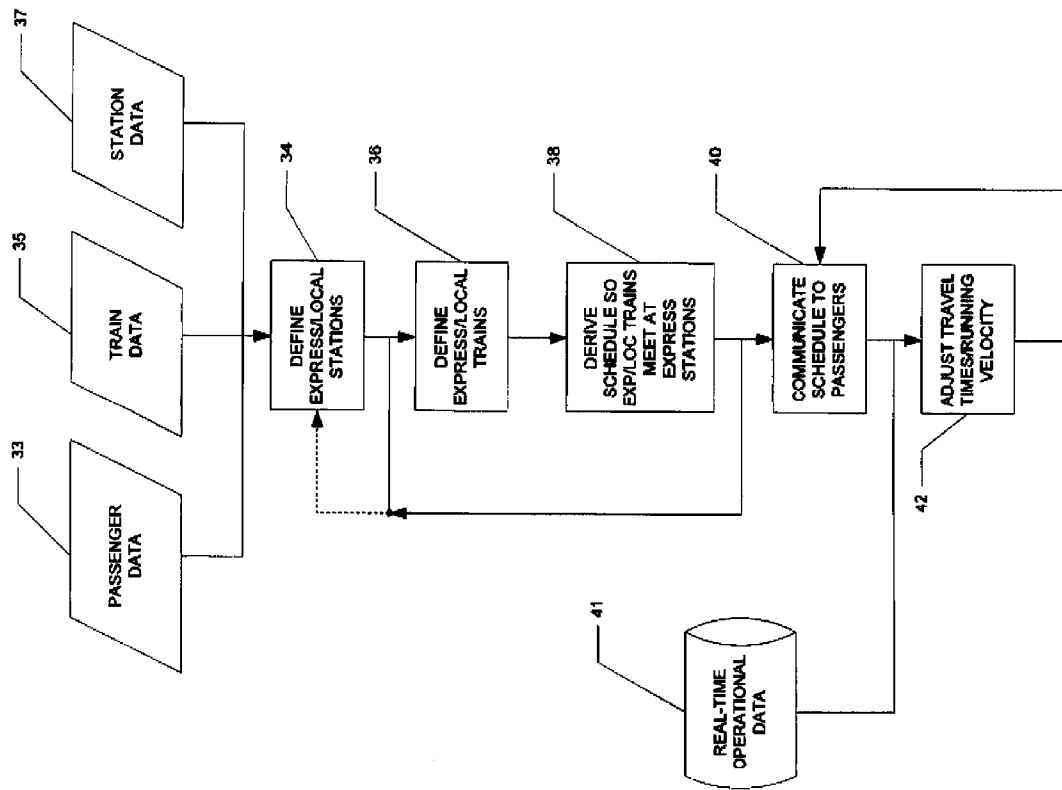 33
PASSENGER
DATA
35
TRAIN
DATA
37
STATION
DATA
34
DEFINE
EXPRESS/LOCAL
STATIONS
36
DEFINE
EXPRESS/LOCAL
TRAINS
38
DERIVE
SCHEDULE SO
EXP/LOC TRAINS
MEET AT
EXPRESS
STATIONS
40
COMMUNICATE
SCHEDULE TO
PASSENGERS
41
REAL-TIME
OPERATIONAL
DATA
42
ADJUST TRAVEL
TIMES/RUNNING
VELOCITY